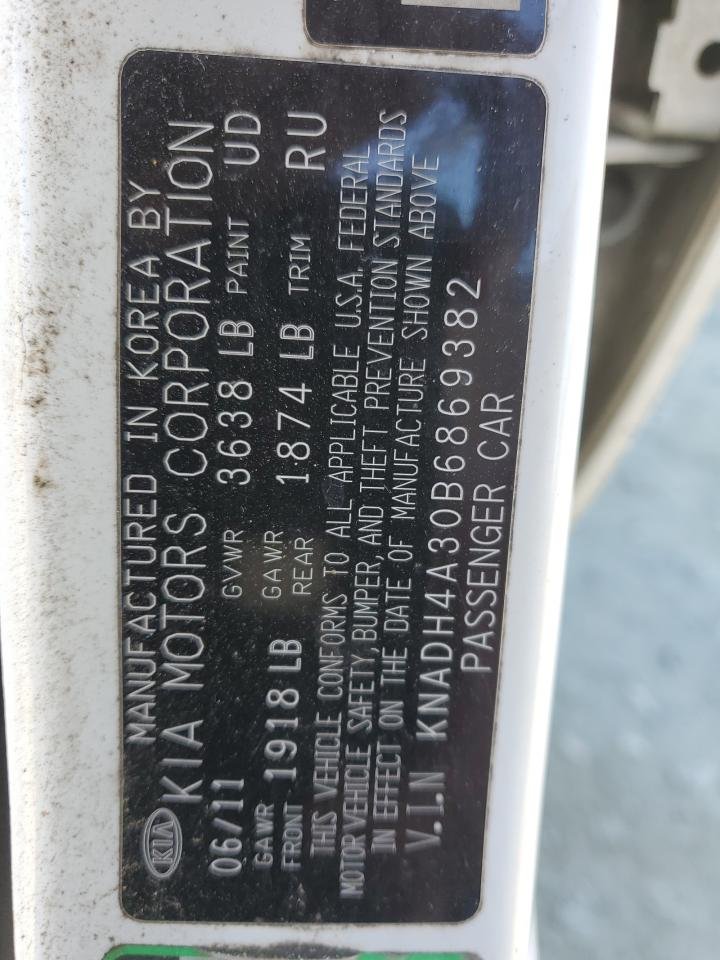 MANUFACTURED IN KOREA BY
KIA KIA MOTORS CORPORATION
06/11 GVWR 3638 LB PAINT UD
GAWR FRONT 1918 LB GAWR REAR 1874 LB TRIM RU
THIS VEHICLE CONFORMS TO ALL APPLICABLE U.S.A. FEDERAL
MOTOR VEHICLE SAFETY, BUMPER, AND THEFT PREVENTION STANDARDS
IN EFFECT ON THE DATE OF MANUFACTURE SHOWN ABOVE
V.I.N KNADH4A30B6869382
PASSENGER CAR